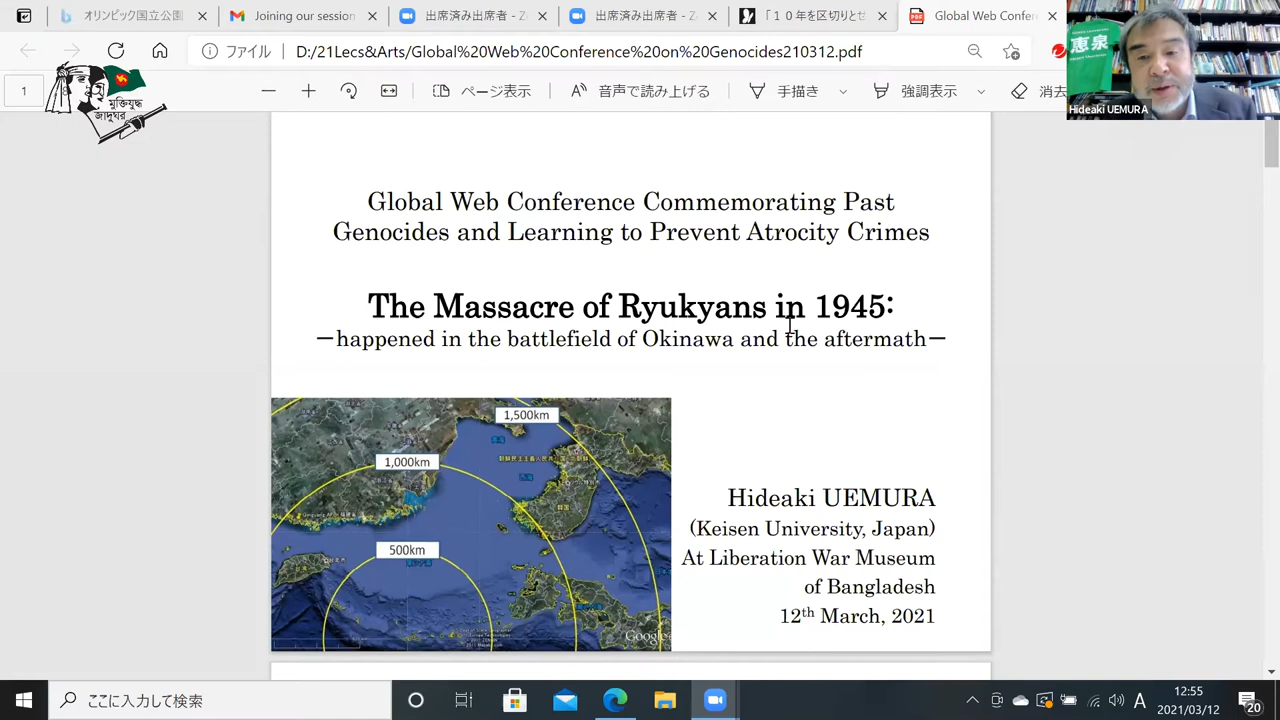 オリンピック国立公園
Joining our session
出席済み出席者 - Z
出席済み出席者 - Z
「１０年を区切りとせ
Global Web Confer
ファイル
D:/21Lecs&arts/Global%20Web%20Conference%20on%20Genocides210312.pdf
1
ページ表示
音声で読み上げる
手描き
強調表示
消去
মুক্তিযুদ্ধ
জাদুঘর
恵泉
Hideaki UEMURA
Global Web Conference Commemorating Past
Genocides and Learning to Prevent Atrocity Crimes
The Massacre of Ryukyans in 1945:
－happened in the battlefield of Okinawa and the aftermath－
1,500km
1,000km
500km
韓国
Google
Hideaki UEMURA
(Keisen University, Japan)
At Liberation War Museum
of Bangladesh
12th March, 2021
ここに入力して検索
A
12:55
2021/03/12
20